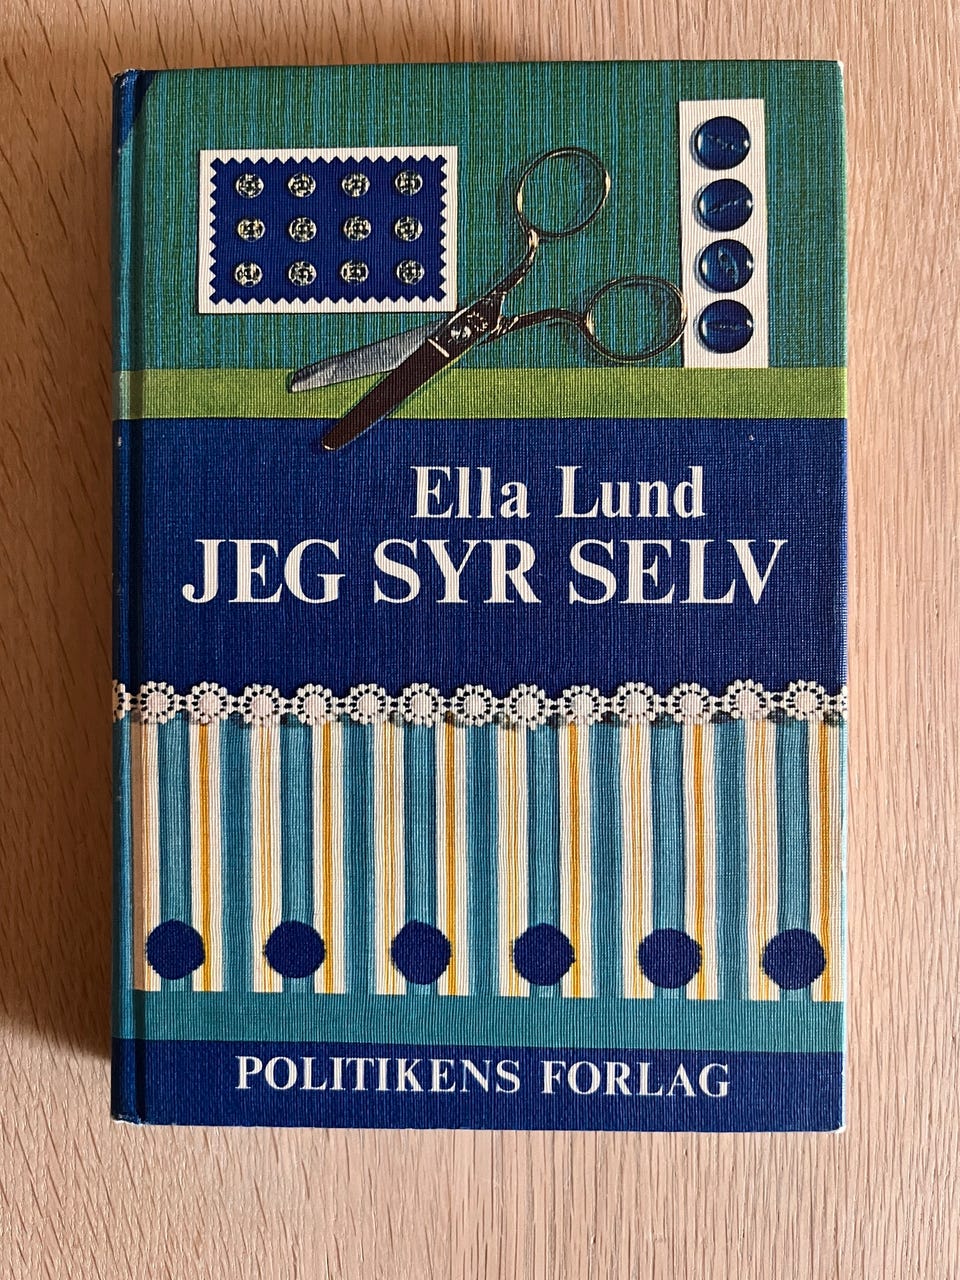 Ella Lund
JEG SYR SELV
POLITIKENS FORLAG